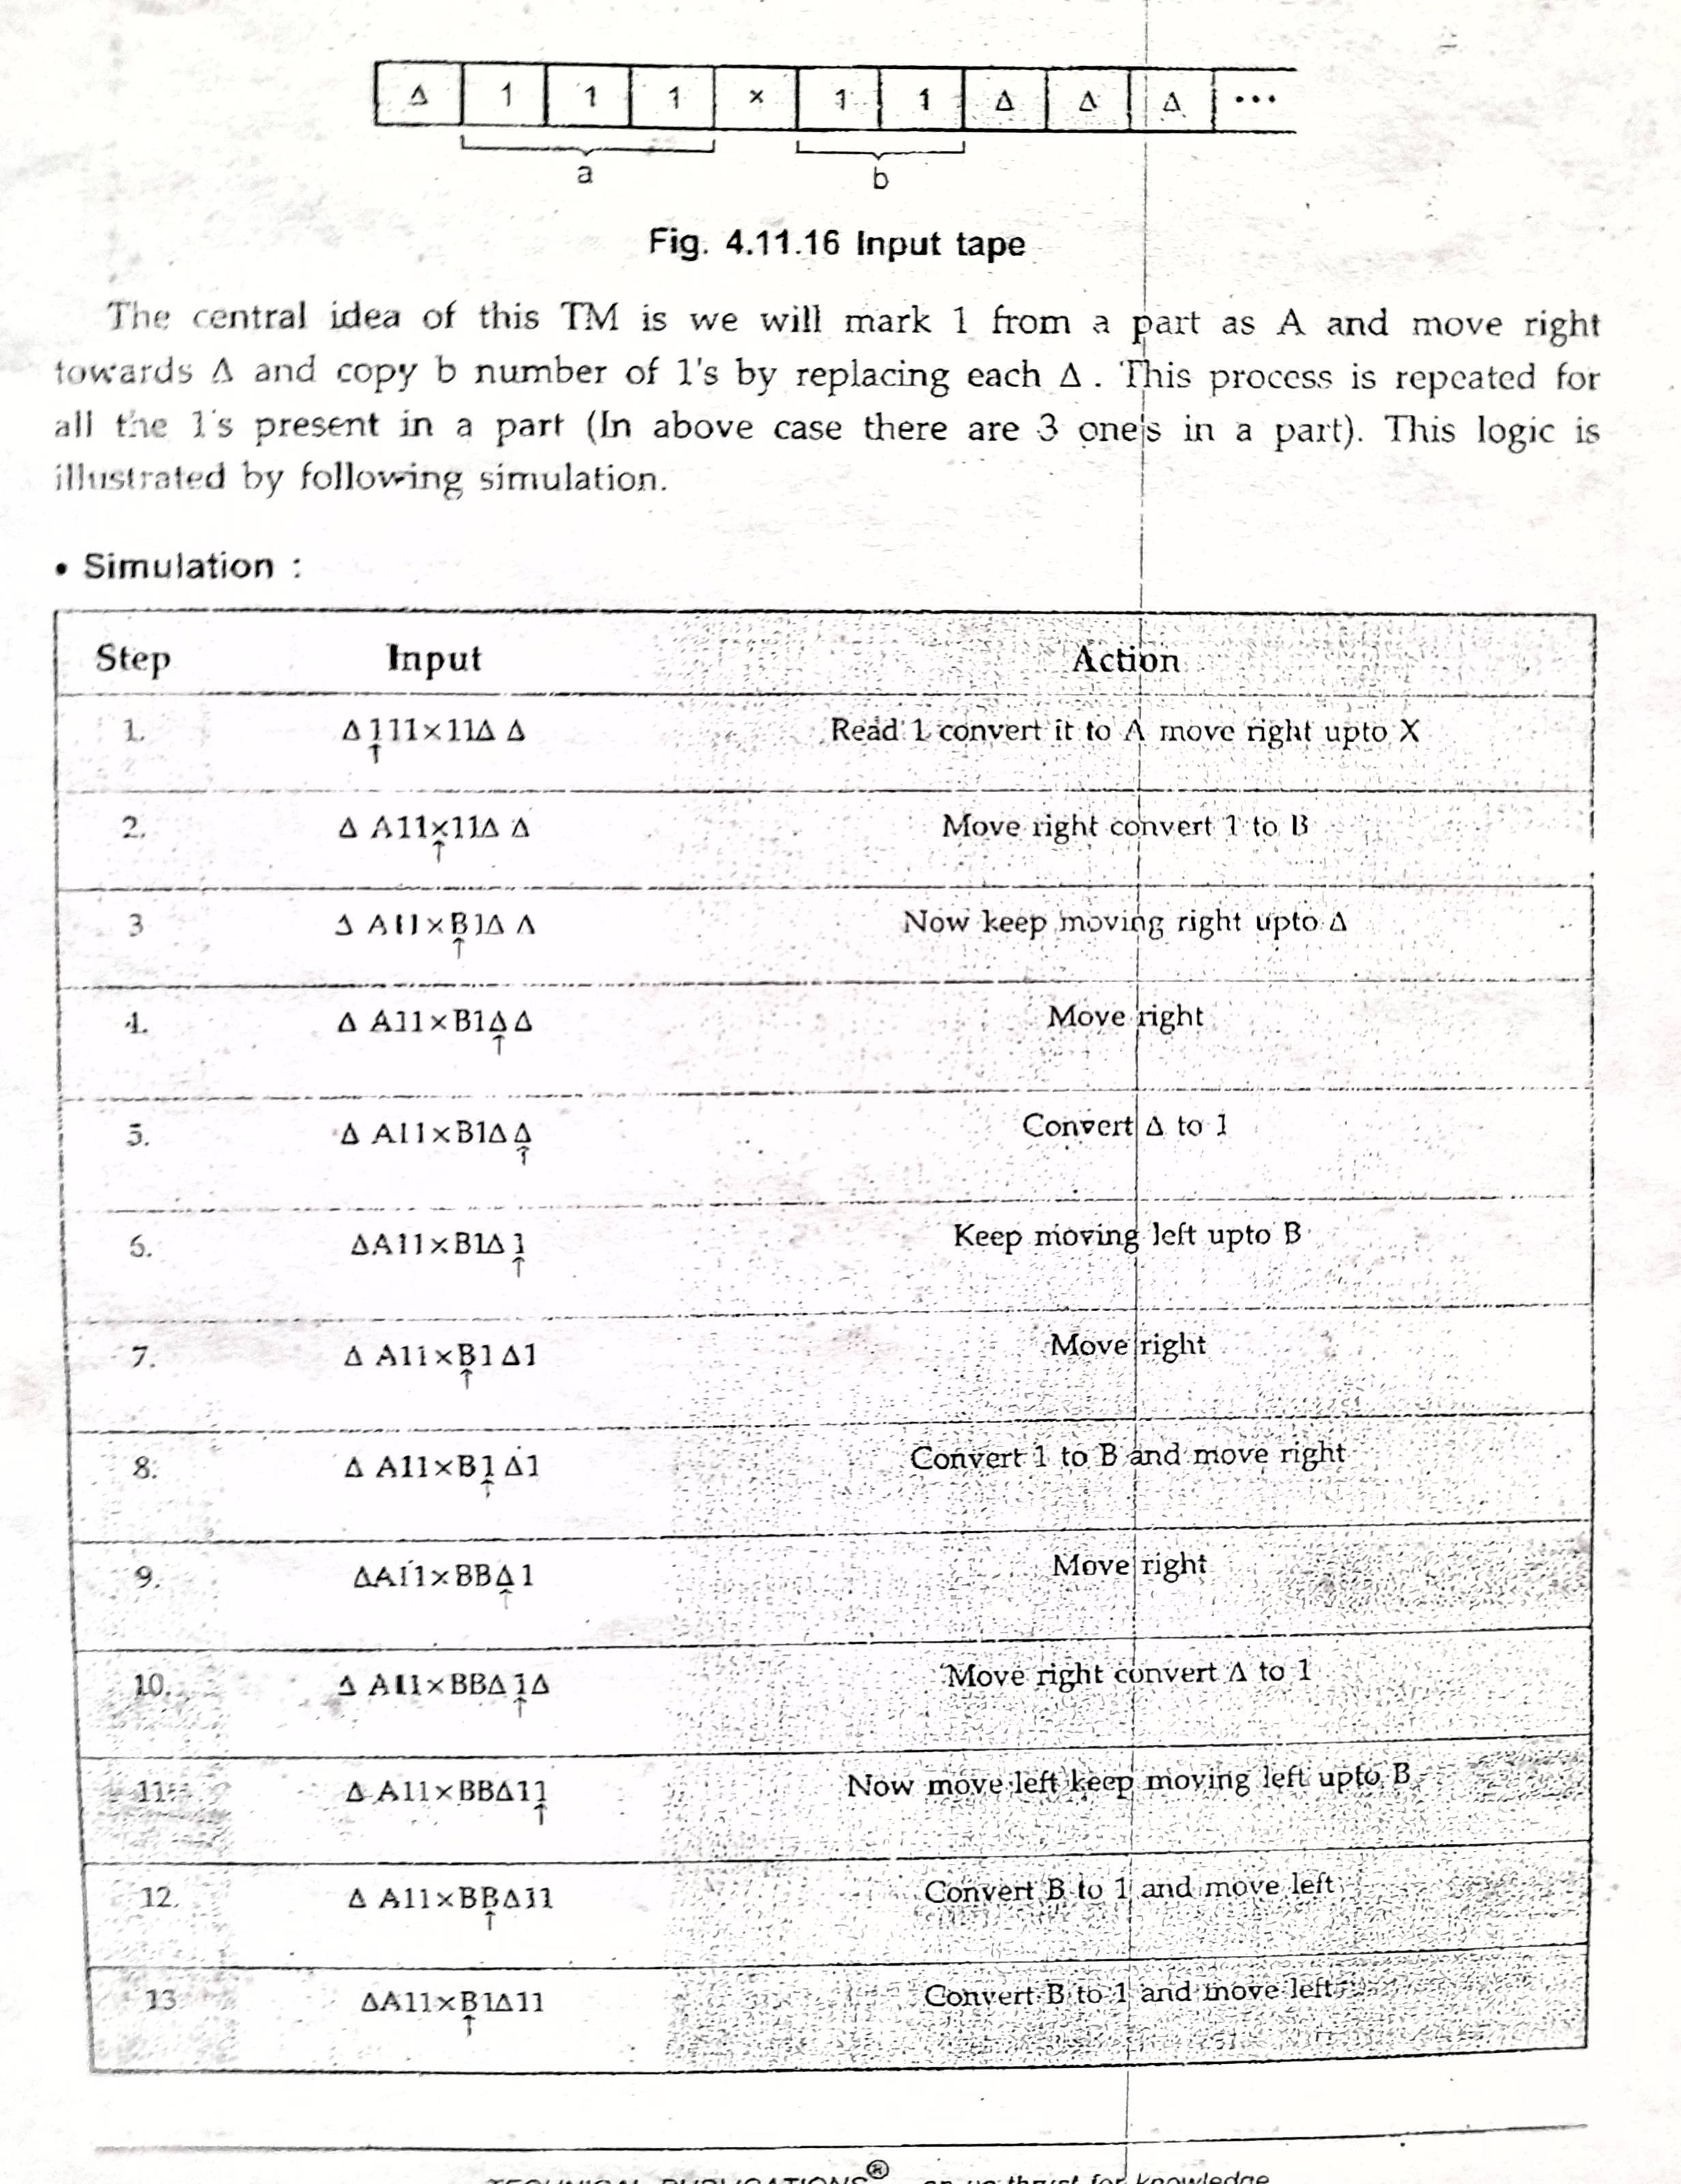 Δ 1 1 1 × 1 1 Δ Δ Δ ...
a b
Fig. 4.11.16 Input tape
The central idea of this TM is we will mark 1 from a part as A and move right
towards Δ and copy b number of 1's by replacing each Δ. This process is repeated for
all the 1's present in a part (In above case there are 3 one's in a part). This logic is
illustrated by following simulation.
• Simulation :
Step Input Action
1. Δ 111×11Δ Δ Read 1 convert it to A move right upto X
↑
2. Δ A11×11Δ Δ Move right convert 1 to B
↑
3 Δ A11×B1Δ Δ Now keep moving right upto Δ
↑
4. Δ A11×B1Δ Δ Move right
↑
5. Δ A11×B1Δ Δ Convert Δ to 1
↑
6. ΔA11×B1Δ 1 Keep moving left upto B
↑
7. Δ A11×B1Δ1 Move right
↑
8. Δ A11×B1Δ1 Convert 1 to B and move right
↑
9. ΔA11×BBΔ1 Move right
↑
10. Δ A11×BBΔ1Δ Move right convert Δ to 1
↑
11. Δ A11×BBΔ11 Now move left keep moving left upto B
↑
12. Δ A11×BBΔ11 Convert B to 1 and move left
↑
13 ΔA11×B1Δ11 Convert B to 1 and move left
↑
TECHNICAL PUBLICATIONS® an up thrust for knowledge